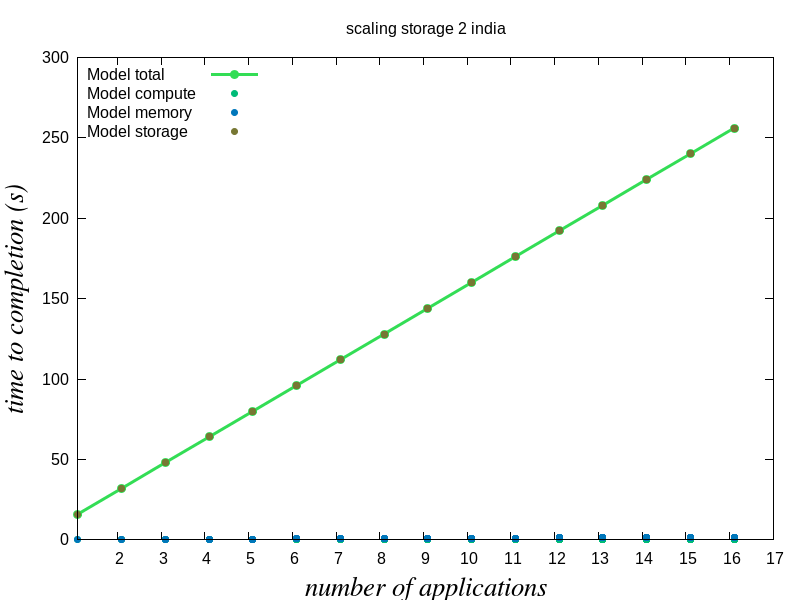 scaling storage 2 india
300
250
200
150
100
50
0
time to completion (s)
Model total
Model compute
Model memory
Model storage
2 3 4 5 6 7 8 9 10 11 12 13 14 15 16 17
number of applications